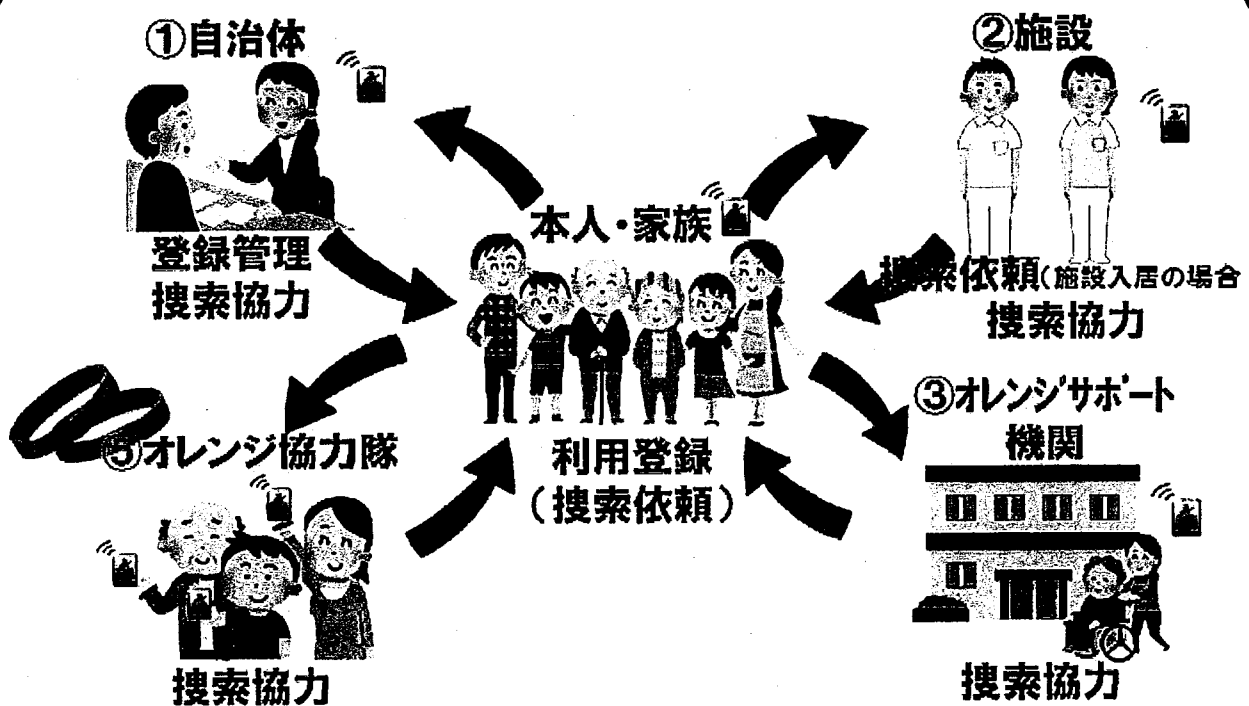 ①自治体
登録管理
捜索協力
②施設
捜索依頼(施設入居の場合
捜索協力
本人・家族
利用登録
(捜索依頼)
③オレンジサポート
機関
捜索協力
⑤オレンジ協力隊
捜索協力